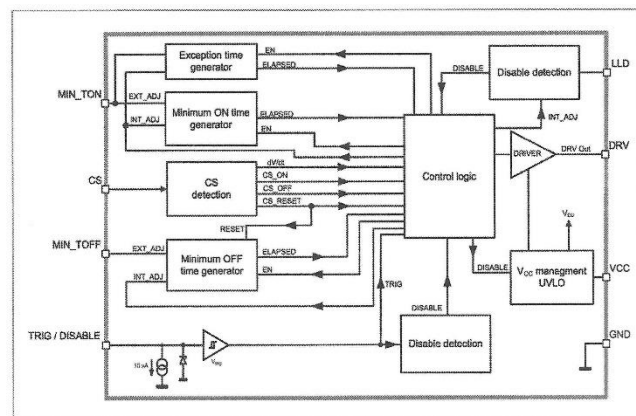 Exception time
generator
EN
ELAPSED
DISABLE
Disable detection
LLD
MIN_TON
EXT_ADJ
INT_ADJ
Minimum ON time
generator
ELAPSED
EN
INT_ADJ
CS
CS
detection
dV/dt
CS_ON
CS_OFF
CS_RESET
RESET
Control logic
DRIVER
DRV Out
DRV
MIN_TOFF
EXT_ADJ
INT_ADJ
Minimum OFF
time generator
ELAPSED
EN
TRIG
DISABLE
DISABLE
VCC managment
UVLO
VCC
TRIG / DISABLE
10 µA
Disable detection
GND